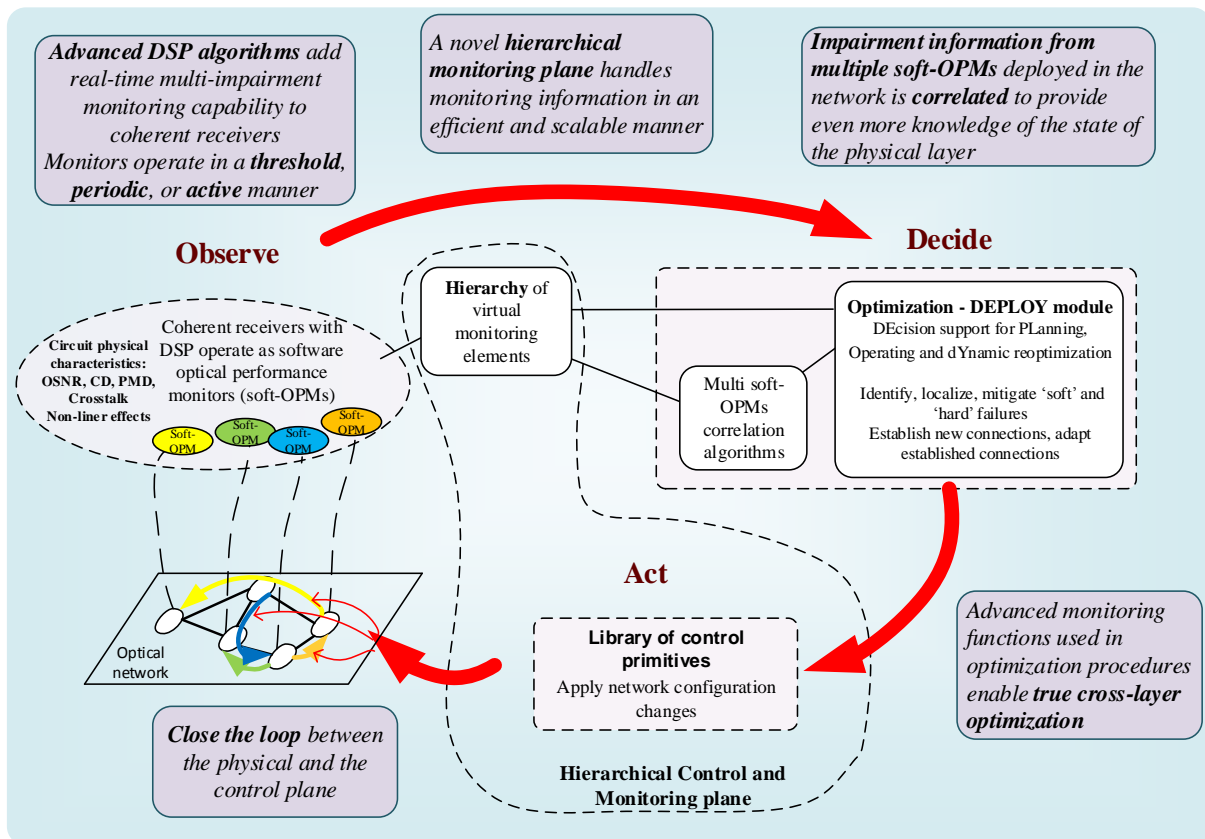 Advanced DSP algorithms add
real-time multi-impairment
monitoring capability to
coherent receivers
Monitors operate in a threshold,
periodic, or active manner
A novel hierarchical
monitoring plane handles
monitoring information in an
efficient and scalable manner
Impairment information from
multiple soft-OPMs deployed in the
network is correlated to provide
even more knowledge of the state of
the physical layer
Observe
Decide
Circuit physical
characteristics:
OSNR, CD, PMD,
Crosstalk
Non-liner effects
Coherent receivers with
DSP operate as software
optical performance
monitors (soft-OPMs)
Soft-
OPM
Soft-
OPM
Soft-
OPM
Soft-
OPM
Hierarchy of
virtual
monitoring
elements
Multi soft-
OPMs
correlation
algorithms
Optimization - DEPLOY module
DEcision support for PLanning,
Operating and dYnamic reoptimization
Identify, localize, mitigate ‘soft’ and
‘hard’ failures
Establish new connections, adapt
established connections
Act
Library of control
primitives
Apply network configuration
changes
Optical
network
Advanced monitoring
functions used in
optimization procedures
enable true cross-layer
optimization
Close the loop between
the physical and the
control plane
Hierarchical Control and
Monitoring plane